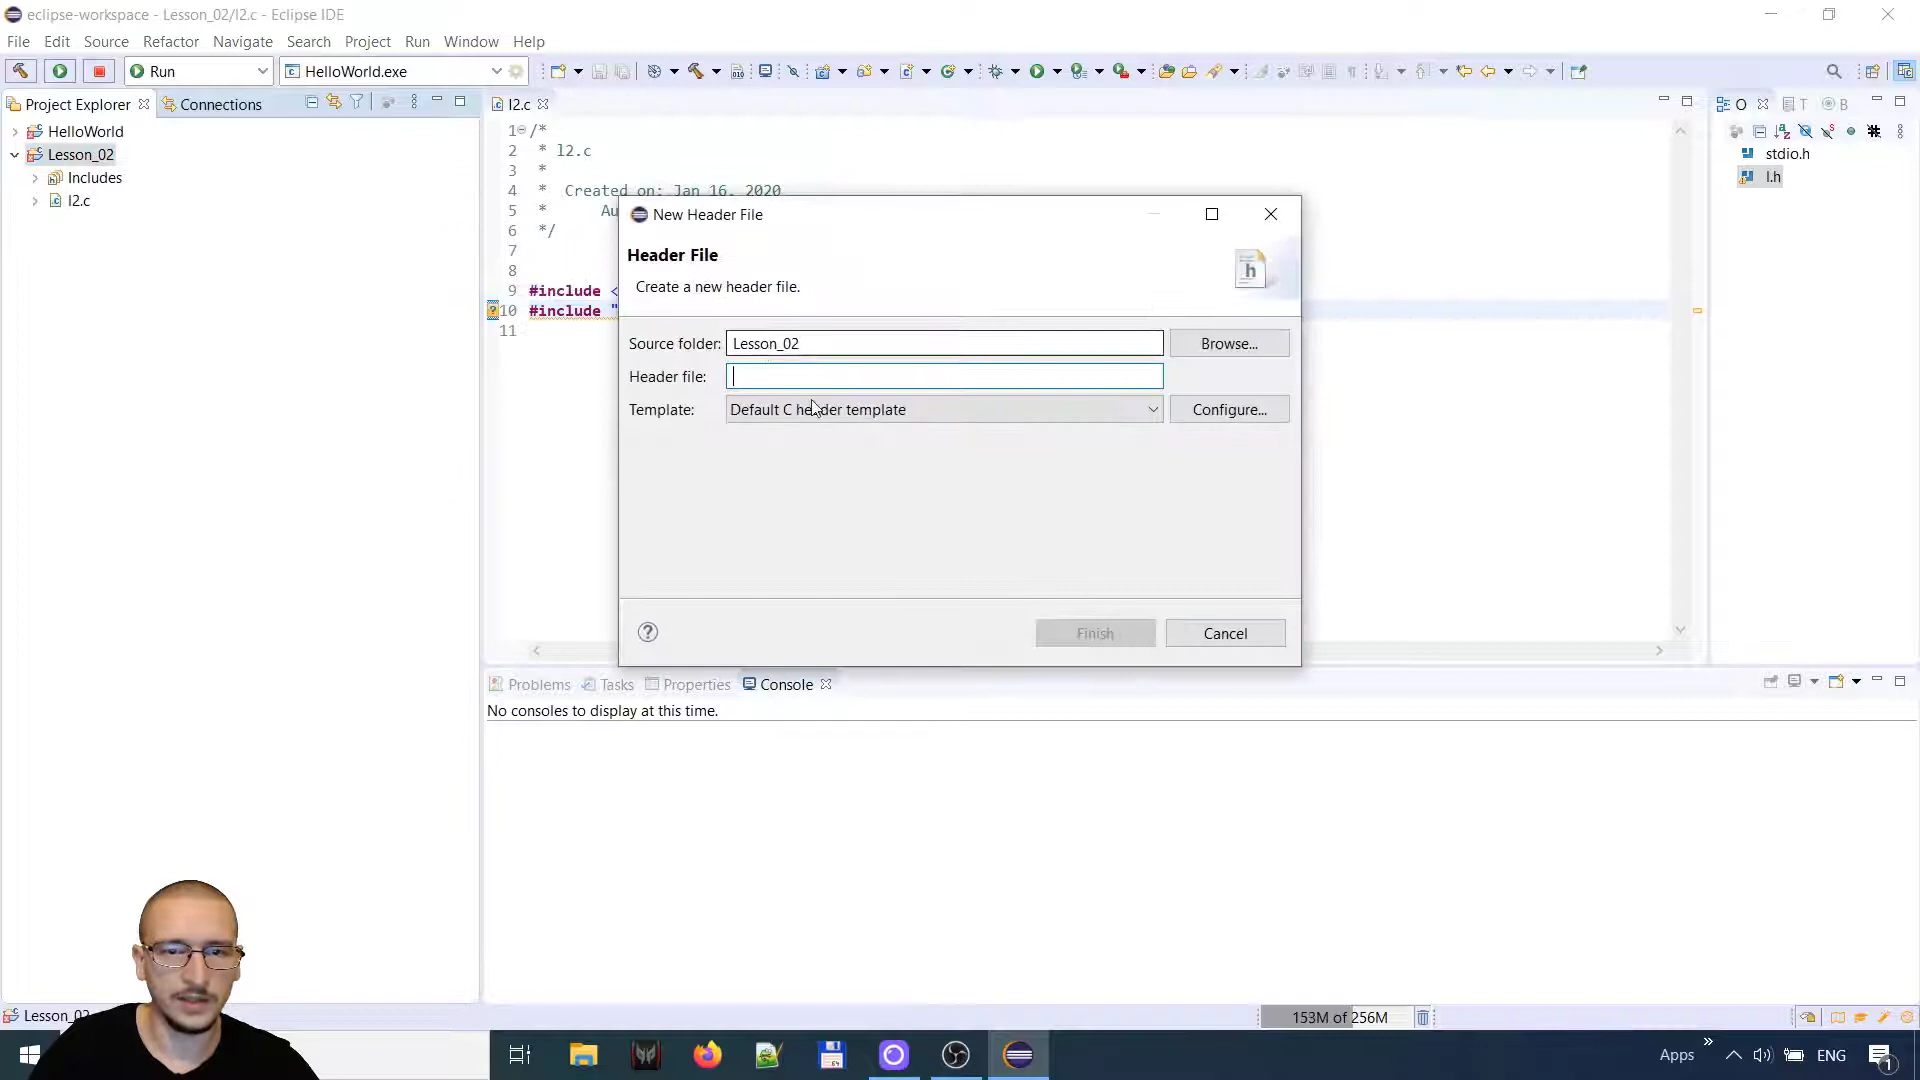 eclipse-workspace - Lesson_02/l2.c - Eclipse IDE
File Edit Source Refactor Navigate Search Project Run Window Help
Run HelloWorld.exe
Project Explorer Connections
l2.c
O T B
HelloWorld
Lesson_02
Includes
l2.c
1 /*
2 * l2.c
3 *
4 * Created on: Jan 16, 2020
5 * Au
6 */
7
8
9 #include <
10 #include "
11
stdio.h
l.h
New Header File
Header File
Create a new header file.
h
Source folder: Lesson_02 Browse...
Header file:
Template: Default C header template Configure...
? Finish Cancel
Problems Tasks Properties Console
No consoles to display at this time.
Lesson_02
153M of 256M
Apps ENG 1